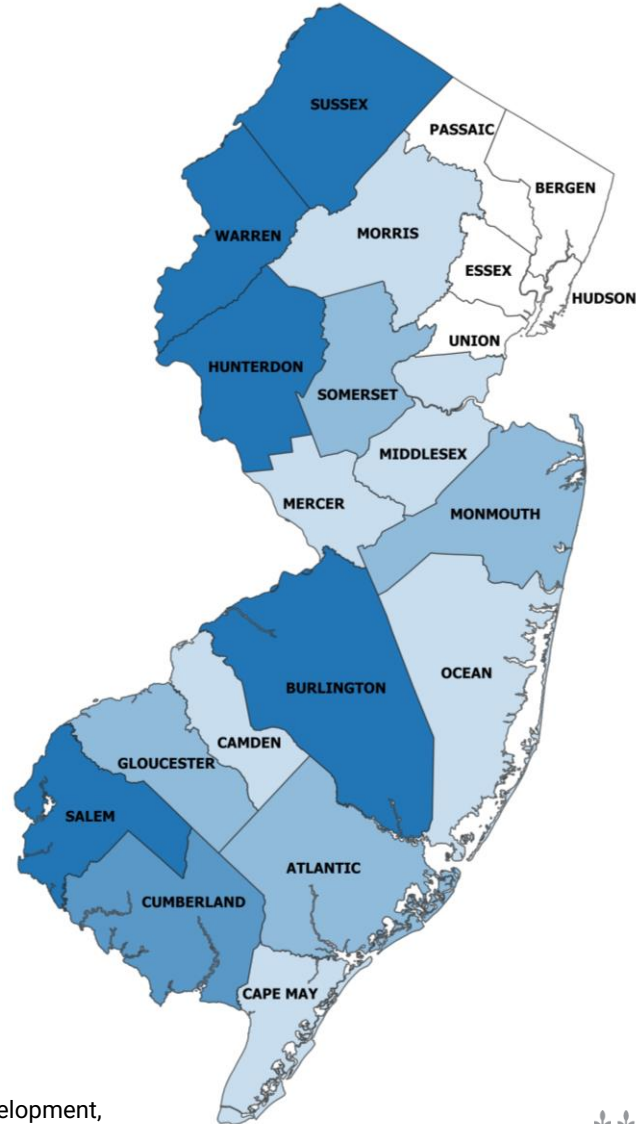 SUSSEX
PASSAIC
BERGEN
WARREN
MORRIS
ESSEX
HUDSON
UNION
HUNTERDON
SOMERSET
MIDDLESEX
MERCER
MONMOUTH
OCEAN
BURLINGTON
CAMDEN
GLOUCESTER
SALEM
ATLANTIC
CUMBERLAND
CAPE MAY
elopment,